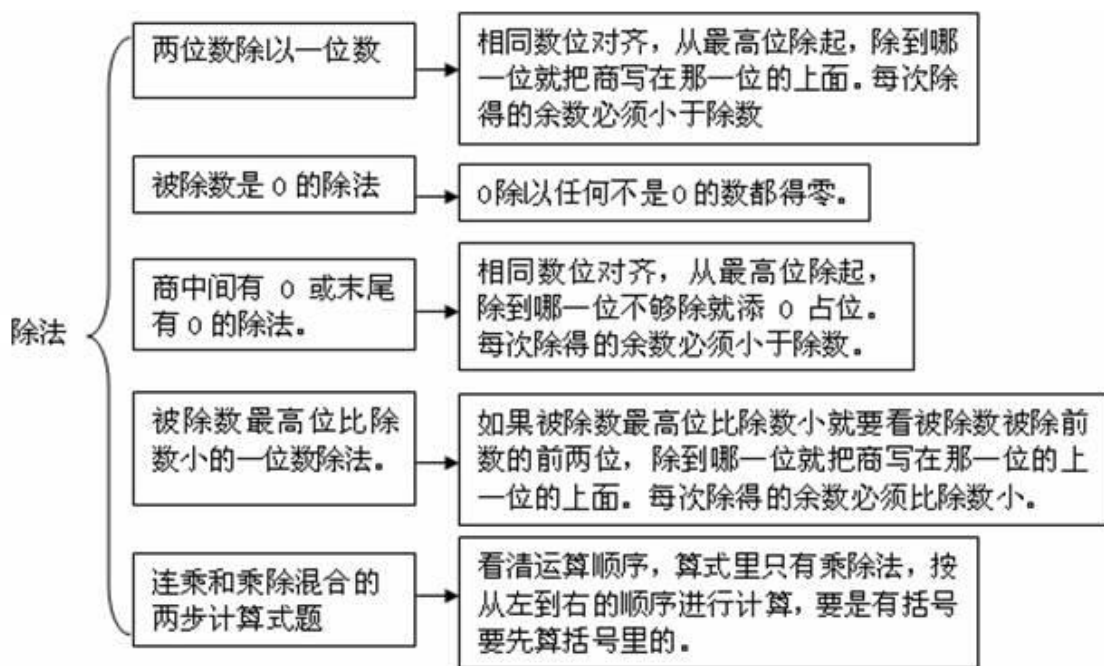 除法
两位数除以一位数
相同数位对齐，从最高位除起，除到哪
一位就把商写在那一位的上面。每次除
得的余数必须小于除数
被除数是 0 的除法
0除以任何不是0 的数都得零。
商中间有 0 或末尾
有 0 的除法。
相同数位对齐，从最高位除起，
除到哪一位不够除就添 0 占位。
每次除得的余数必须小于除数。
被除数最高位比除
数小的一位数除法。
如果被除数最高位比除数小就要看被除数被除前
数的前两位，除到哪一位就把商写在那一位的上
一位的上面。每次除得的余数必须比除数小。
连乘和乘除混合的
两步计算式题
看清运算顺序，算式里只有乘除法，按
从左到右的顺序进行计算，要是有括号
要先算括号里的。